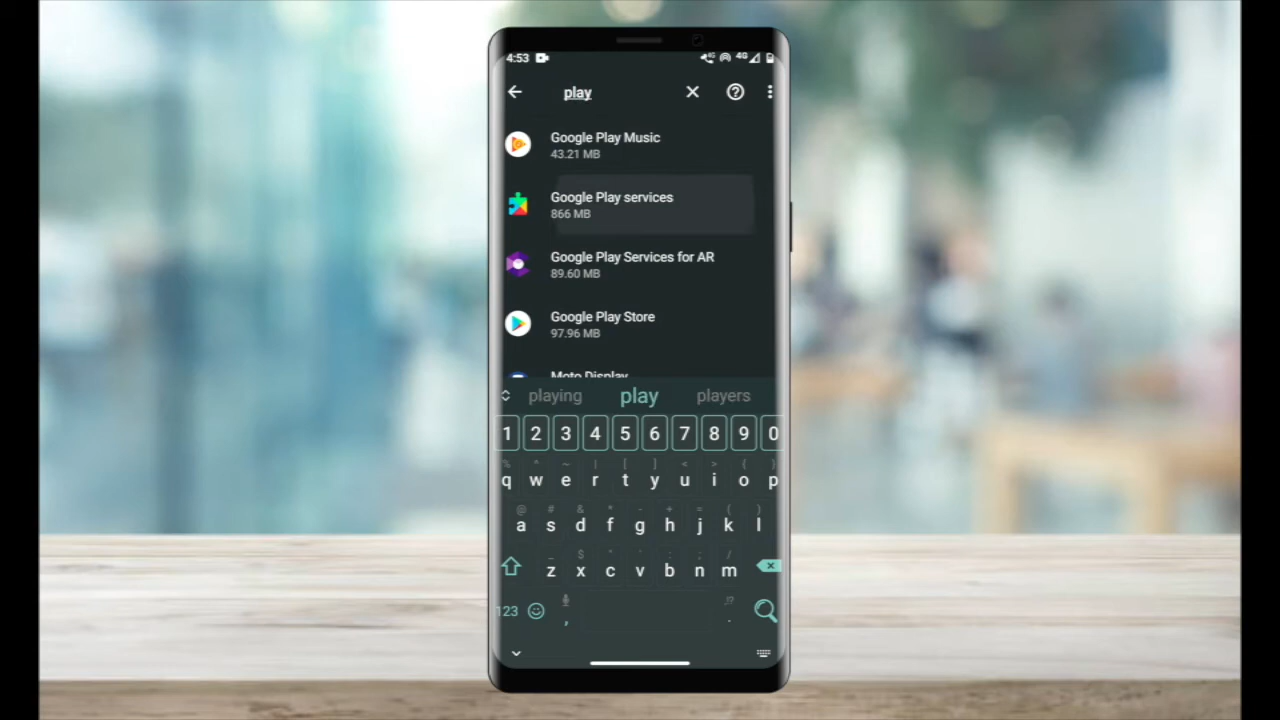 4:53
4G
play
Google Play Music
43.21 MB
Google Play services
866 MB
Google Play Services for AR
89.60 MB
Google Play Store
97.96 MB
Moto Display
playing play players
1 2 3 4 5 6 7 8 9 0
% ^ ~ | [ ] < > { }
q w e r t y u i o p
@ # & * - + = ( )
a s d f g h j k l
_ $ " ' : ; /
z x c v b n m
123 , .